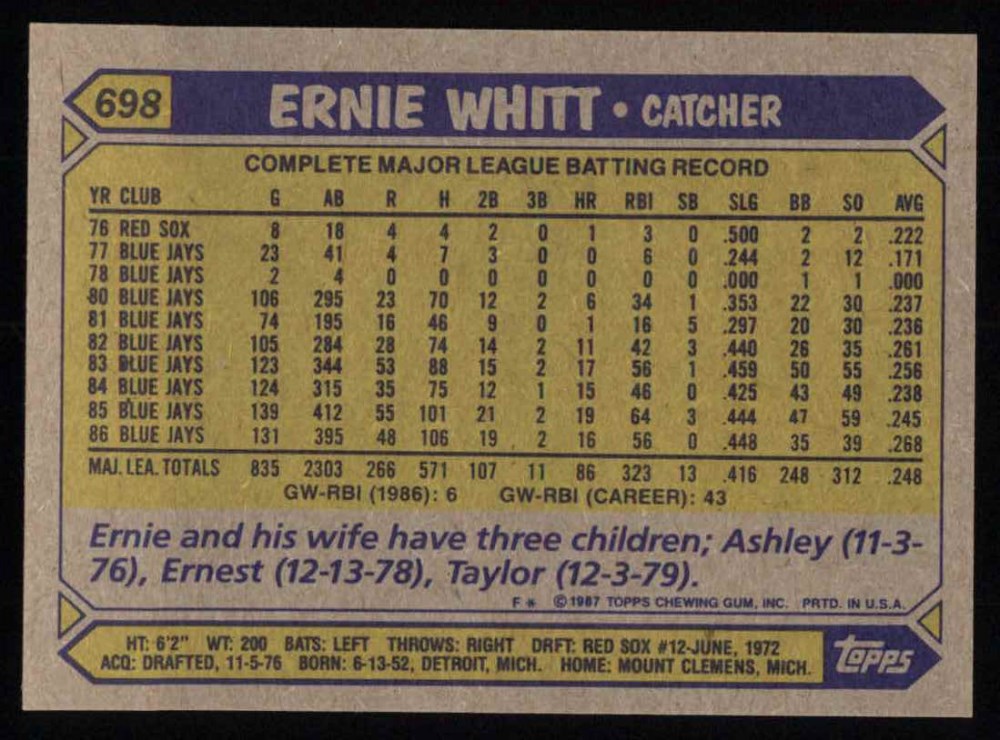 698 ERNIE WHITT • CATCHER
COMPLETE MAJOR LEAGUE BATTING RECORD
YR CLUB G AB R H 2B 3B HR RBI SB SLG BB SO AVG
76 RED SOX 8 18 4 4 2 0 1 3 0 .500 2 2 .222
77 BLUE JAYS 23 41 4 7 3 0 0 6 0 .244 2 12 .171
78 BLUE JAYS 2 4 0 0 0 0 0 0 0 .000 1 1 .000
80 BLUE JAYS 106 295 23 70 12 2 6 34 1 .353 22 30 .237
81 BLUE JAYS 74 195 16 46 9 0 1 16 5 .297 20 30 .236
82 BLUE JAYS 105 284 28 74 14 2 11 42 3 .440 26 35 .261
83 BLUE JAYS 123 344 53 88 15 2 17 56 1 .459 50 55 .256
84 BLUE JAYS 124 315 35 75 12 1 15 46 0 .425 43 49 .238
85 BLUE JAYS 139 412 55 101 21 2 19 64 3 .444 47 59 .245
86 BLUE JAYS 131 395 48 106 19 2 16 56 0 .448 35 39 .268
MAJ. LEA. TOTALS 835 2303 266 571 107 11 86 323 13 .416 248 312 .248
GW-RBI (1986): 6 GW-RBI (CAREER): 43
Ernie and his wife have three children; Ashley (11-3-
76), Ernest (12-13-78), Taylor (12-3-79).
F * © 1987 TOPPS CHEWING GUM, INC. PRTD. IN U.S.A.
HT: 6'2" WT: 200 BATS: LEFT THROWS: RIGHT DRFT: RED SOX #12-JUNE, 1972
ACQ: DRAFTED, 11-5-76 BORN: 6-13-52, DETROIT, MICH. HOME: MOUNT CLEMENS, MICH.
Topps